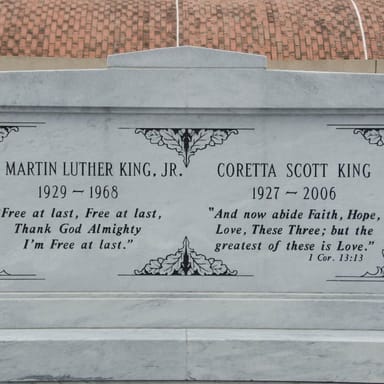 MARTIN LUTHER KING, JR.
1929 ~ 1968
"Free at last, Free at last,
Thank God Almighty
I'm Free at last."
CORETTA SCOTT KING
1927 ~ 2006
"And now abide Faith, Hope,
Love, These Three; but the
greatest of these is Love."
1 Cor. 13:13